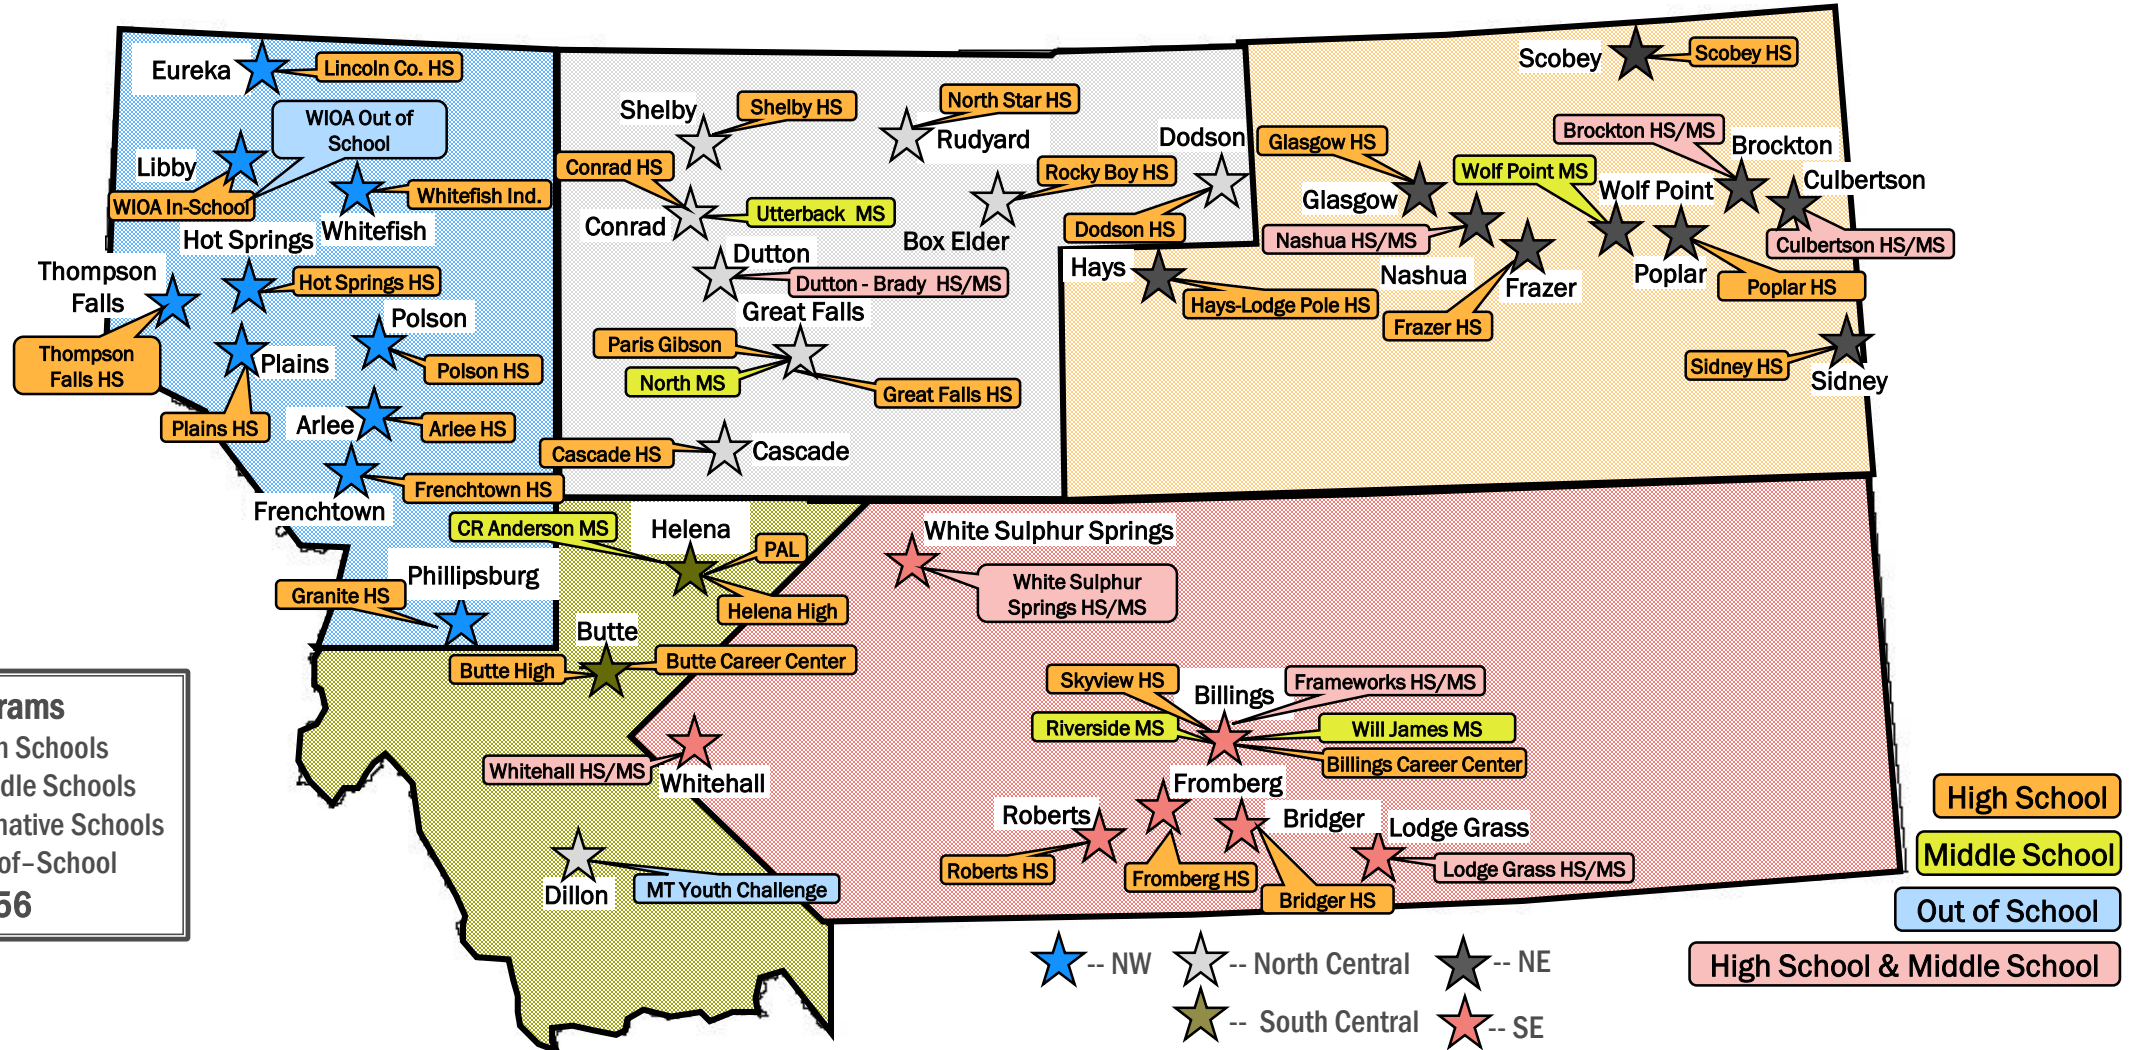 Eureka
Lincoln Co. HS
WIOA Out of
School
Libby
WIOA In-School
Whitefish Ind.
Whitefish
Hot Springs
Hot Springs HS
Thompson
Falls
Thompson
Falls HS
Polson
Polson HS
Plains
Plains HS
Arlee
Arlee HS
Frenchtown HS
Frenchtown
Phillipsburg
Granite HS
Shelby
Shelby HS
North Star HS
Rudyard
Dodson
Conrad HS
Rocky Boy HS
Utterback MS
Conrad
Box Elder
Dodson HS
Dutton
Dutton - Brady HS/MS
Great Falls
Paris Gibson
North MS
Great Falls HS
Cascade HS
Cascade
Scobey
Scobey HS
Glasgow HS
Brockton HS/MS
Brockton
Wolf Point MS
Wolf Point
Culbertson
Glasgow
Nashua HS/MS
Culbertson HS/MS
Hays
Nashua
Frazer
Poplar
Poplar HS
Hays-Lodge Pole HS
Frazer HS
Sidney HS
Sidney
CR Anderson MS
Helena
PAL
Helena High
Butte
Butte High
Butte Career Center
White Sulphur Springs
White Sulphur
Springs HS/MS
Skyview HS
Billings
Frameworks HS/MS
Riverside MS
Will James MS
Billings Career Center
Whitehall HS/MS
Whitehall
Fromberg
Roberts
Bridger
Lodge Grass
Roberts HS
Fromberg HS
Bridger HS
Lodge Grass HS/MS
Dillon
MT Youth Challenge
rams
n Schools
dle Schools
native Schools
of–School
56
High School
Middle School
Out of School
High School & Middle School
-- NW
-- North Central
-- NE
-- South Central
-- SE